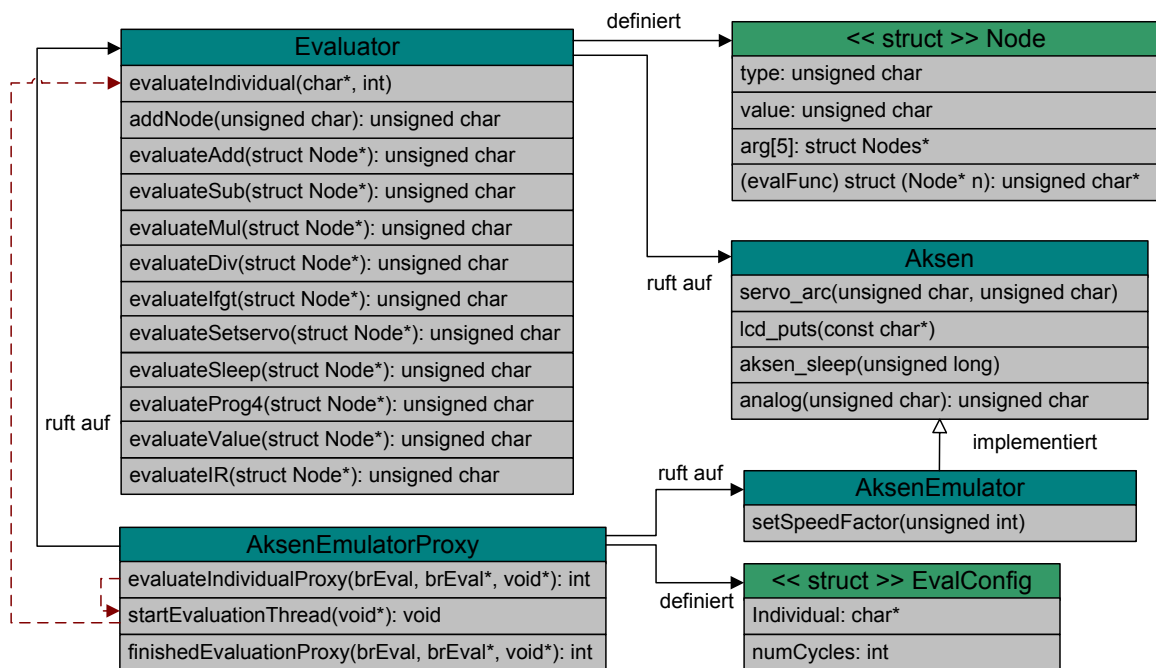 definiert
Evaluator
evaluateIndividual(char*, int)
addNode(unsigned char): unsigned char
evaluateAdd(struct Node*): unsigned char
evaluateSub(struct Node*): unsigned char
evaluateMul(struct Node*): unsigned char
evaluateDiv(struct Node*): unsigned char
evaluateIfgt(struct Node*): unsigned char
evaluateSetservo(struct Node*): unsigned char
evaluateSleep(struct Node*): unsigned char
evaluateProg4(struct Node*): unsigned char
evaluateValue(struct Node*): unsigned char
evaluateIR(struct Node*): unsigned char
<< struct >> Node
type: unsigned char
value: unsigned char
arg[5]: struct Nodes*
(evalFunc) struct (Node* n): unsigned char*
ruft auf
Aksen
servo_arc(unsigned char, unsigned char)
lcd_puts(const char*)
aksen_sleep(unsigned long)
analog(unsigned char): unsigned char
ruft auf
implementiert
ruft auf
AksenEmulator
setSpeedFactor(unsigned int)
AksenEmulatorProxy
evaluateIndividualProxy(brEval, brEval*, void*): int
startEvaluationThread(void*): void
finishedEvaluationProxy(brEval, brEval*, void*): int
definiert
<< struct >> EvalConfig
Individual: char*
numCycles: int